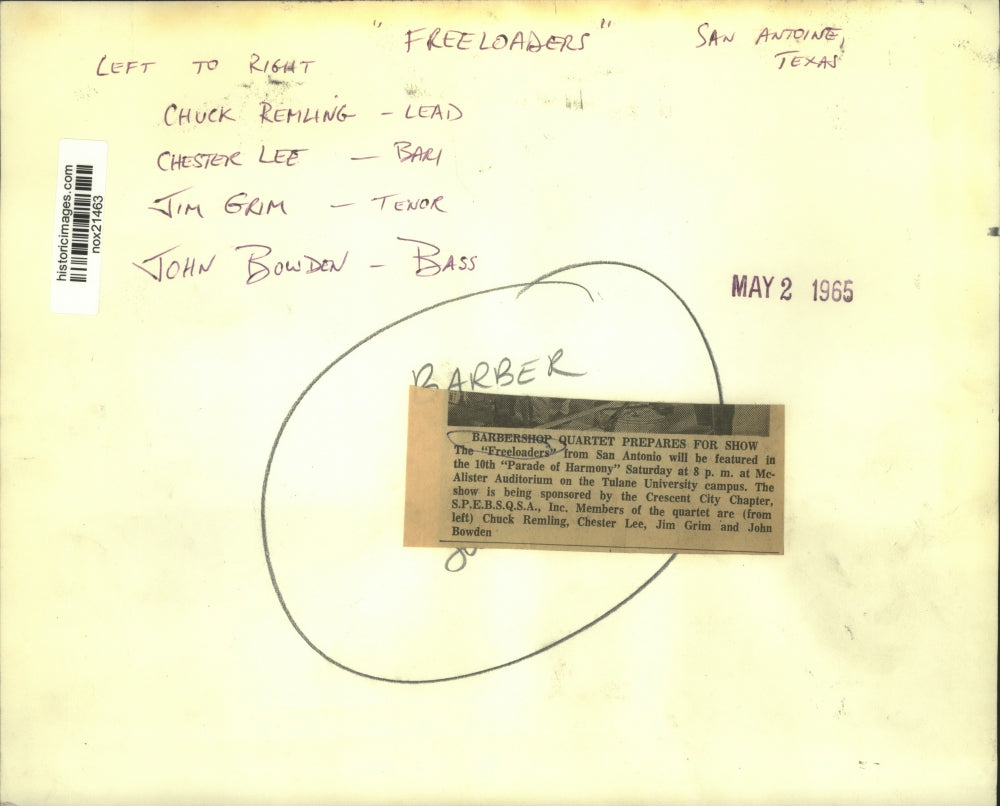 "FREELOADERS"
SAN ANTOINE,
TEXAS
LEFT TO RIGHT
CHUCK REMLING - LEAD
CHESTER LEE - BARI
JIM GRIM - TENOR
JOHN BOWDEN - BASS
historicimages.com
nox21463
MAY 2 1965
BARBER
BARBERSHOP QUARTET PREPARES FOR SHOW
The "Freeloaders" from San Antonio will be featured in
the 10th "Parade of Harmony" Saturday at 8 p. m. at Mc-
Alister Auditorium on the Tulane University campus. The
show is being sponsored by the Crescent City Chapter,
S.P.E.B.S.Q.S.A., Inc. Members of the quartet are (from
left) Chuck Remling, Chester Lee, Jim Grim and John
Bowden